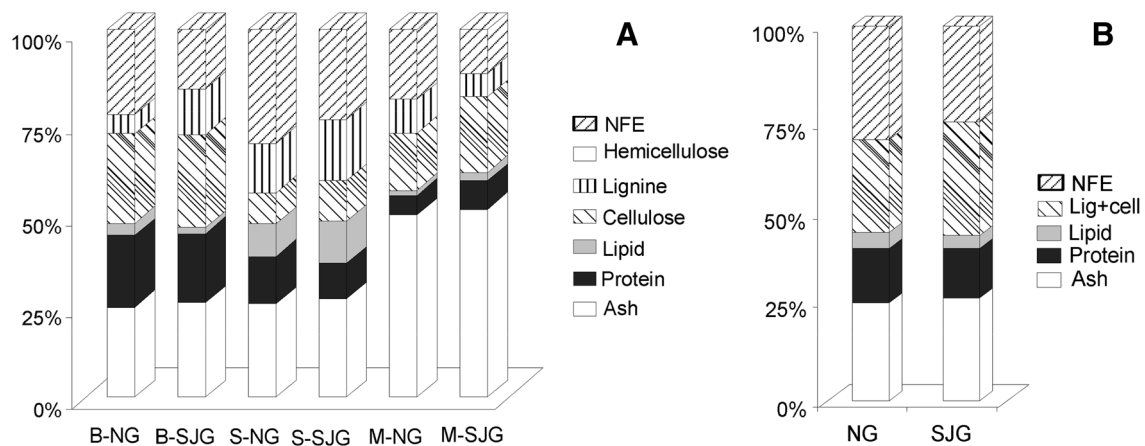 A
100%
75%
50%
25%
0%
B-NG B-SJG S-NG S-SJG M-NG M-SJG
NFE
Hemicellulose
Lignine
Cellulose
Lipid
Protein
Ash
B
100%
75%
50%
25%
0%
NG SJG
NFE
Lig+cell
Lipid
Protein
Ash